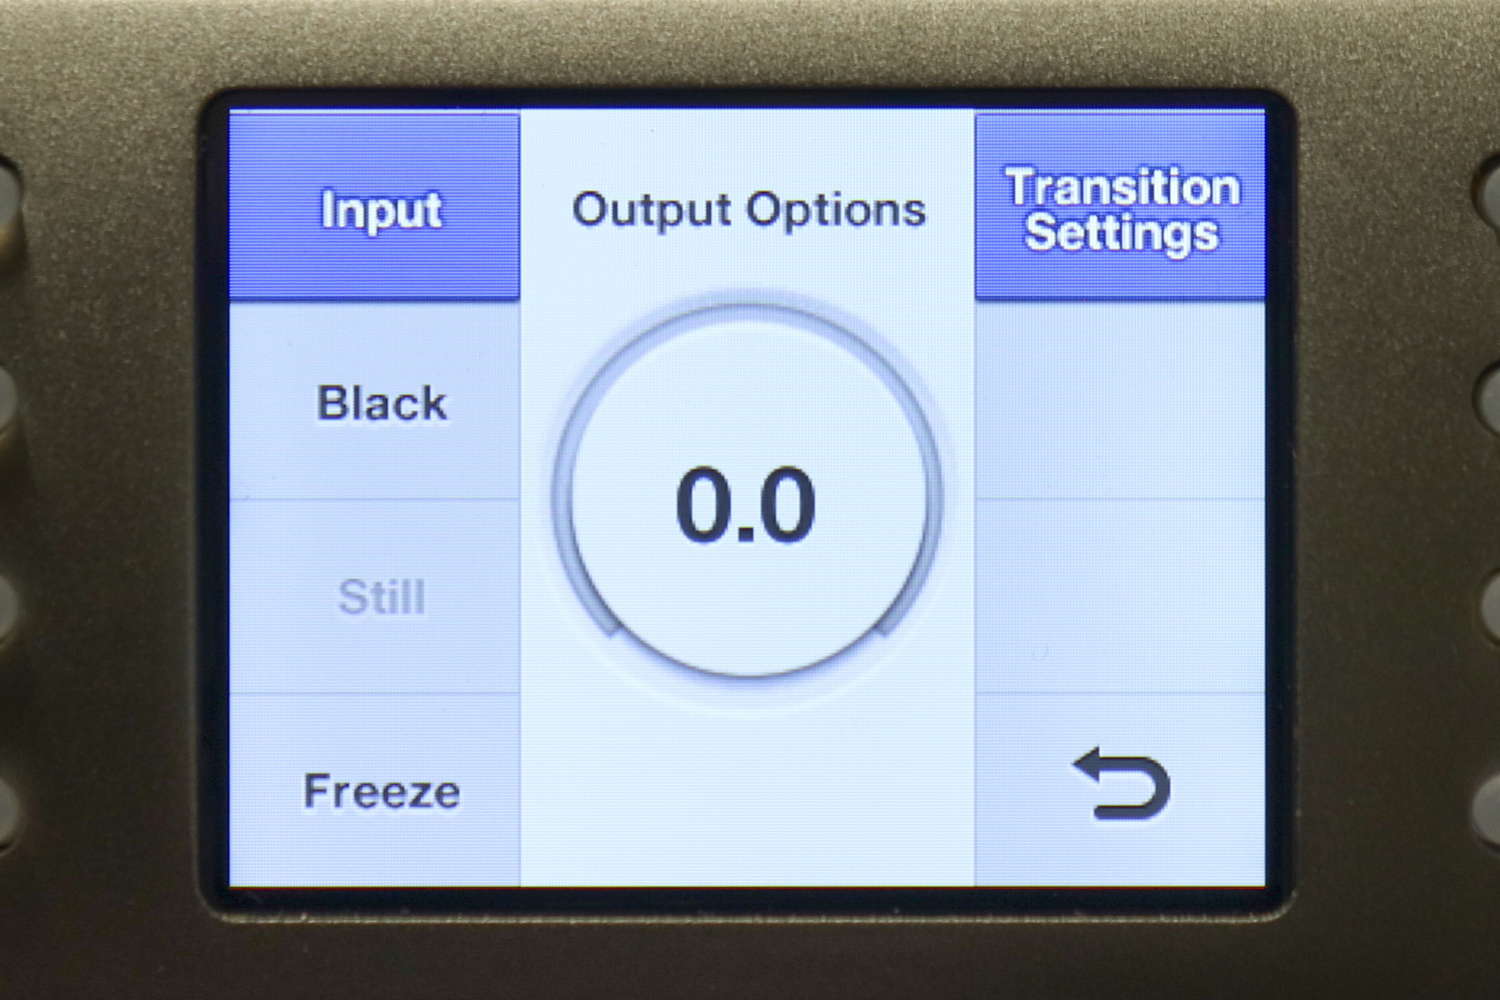 Input
Output Options
Transition
Settings
Black
0.0
Still
Freeze